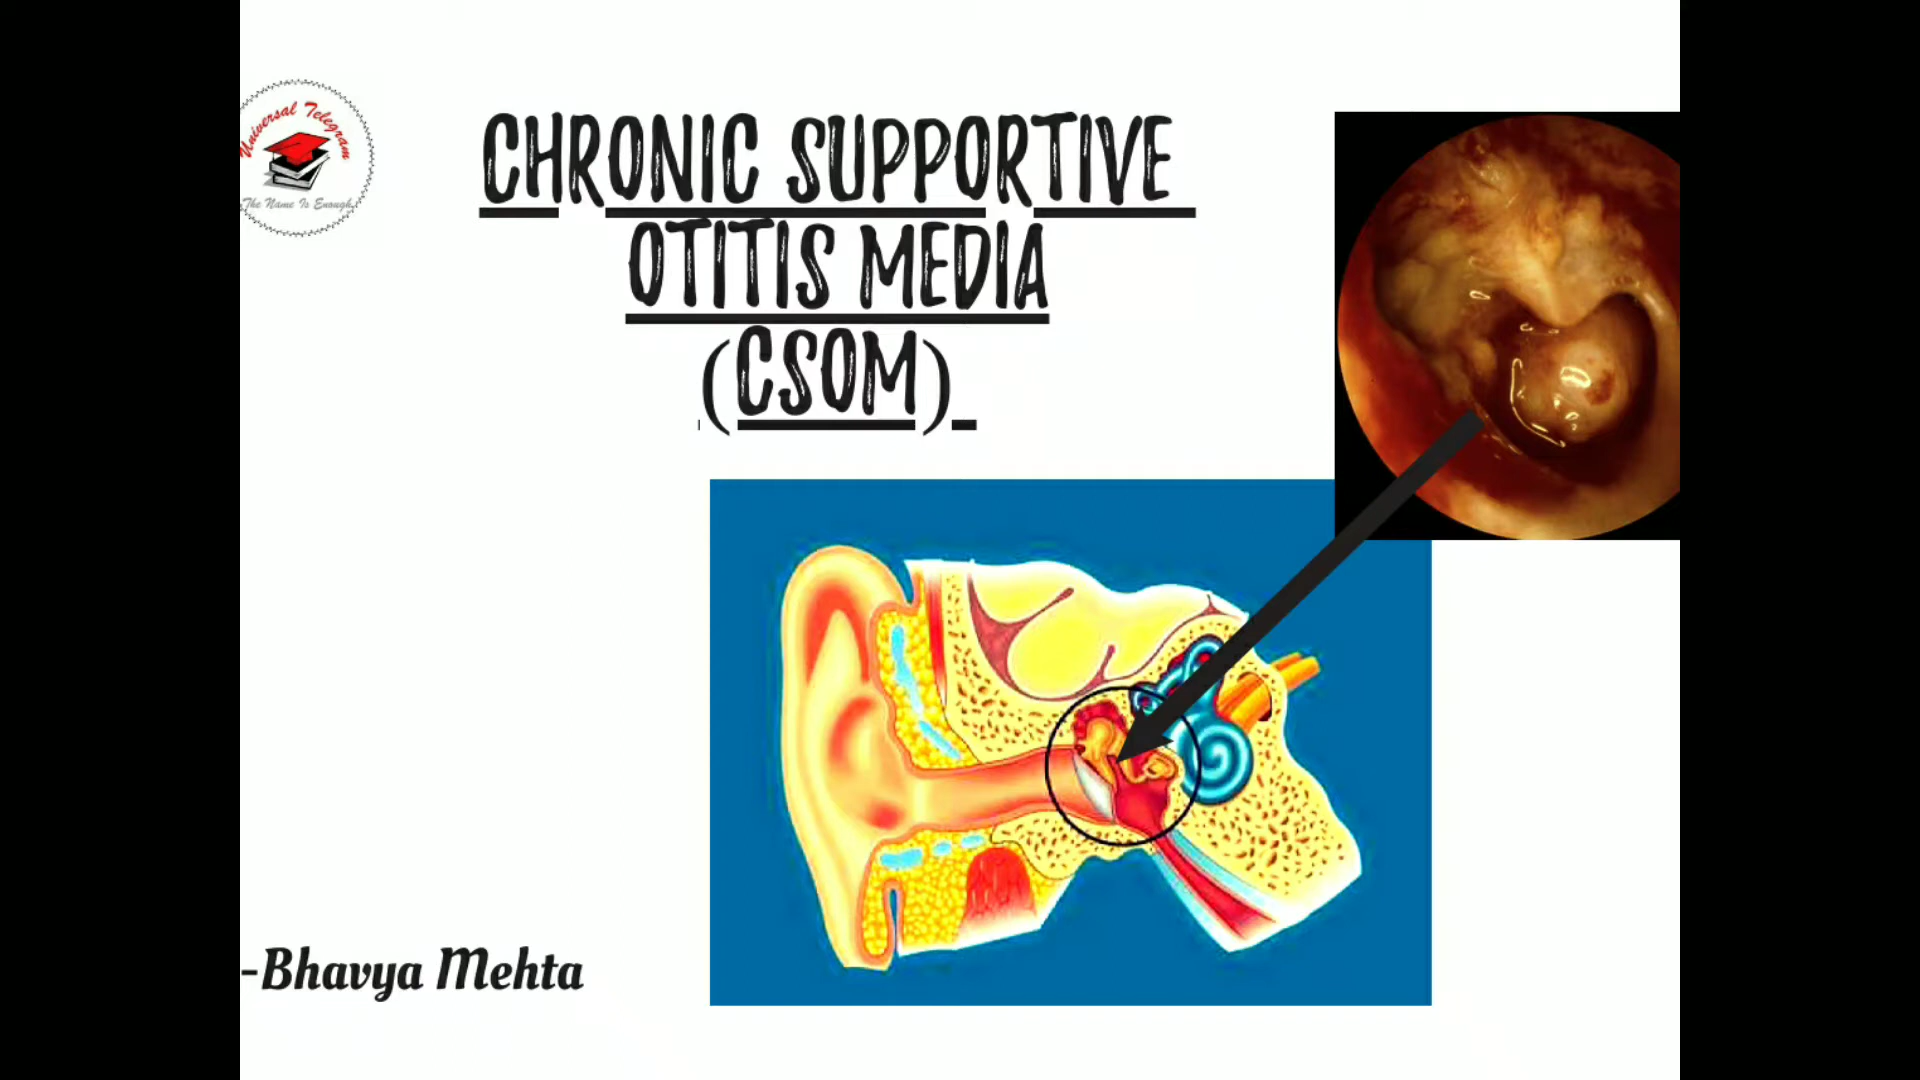 Universal Telegram
The Name Is Enough
CHRONIC SUPPORTIVE
OTITIS MEDIA
(CSOM)
-Bhavya Mehta